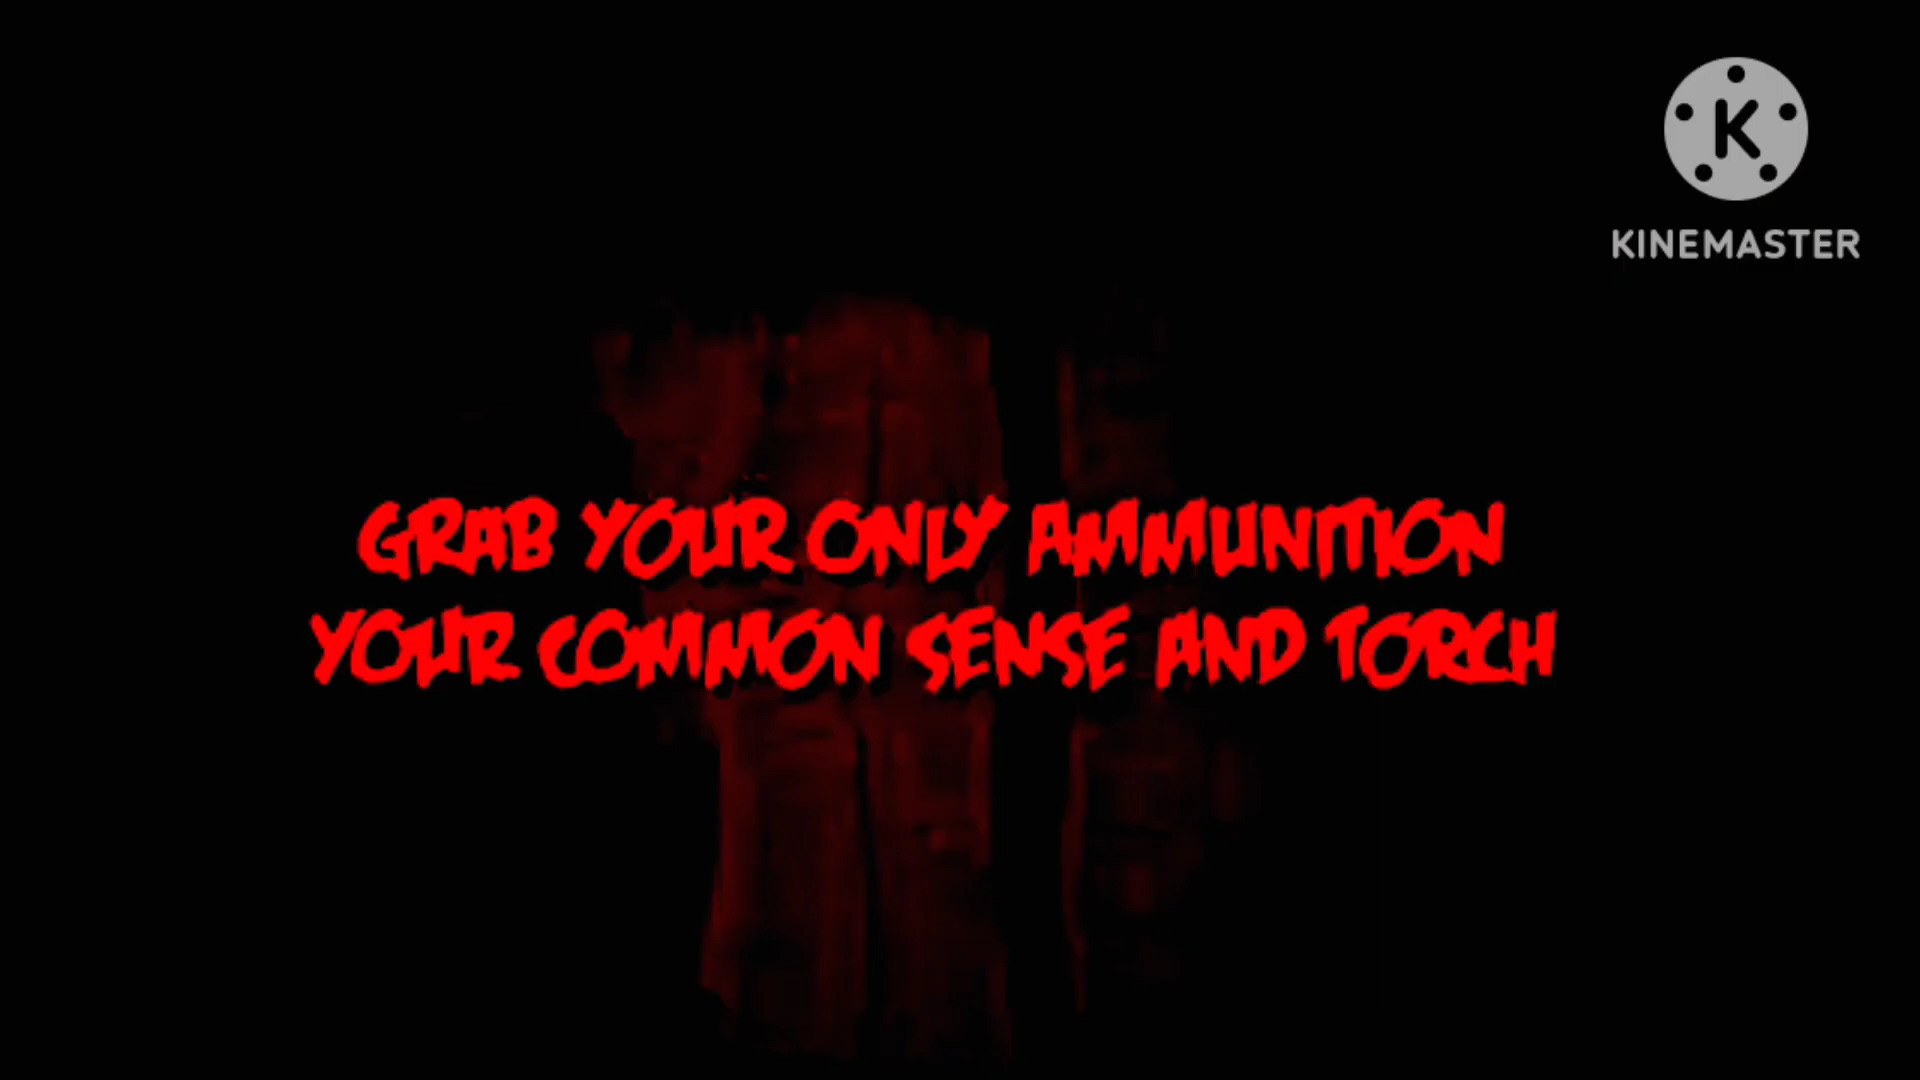 K
KINEMASTER
GRAB YOUR ONLY AMMUNITION
YOUR COMMON SENSE AND TORCH